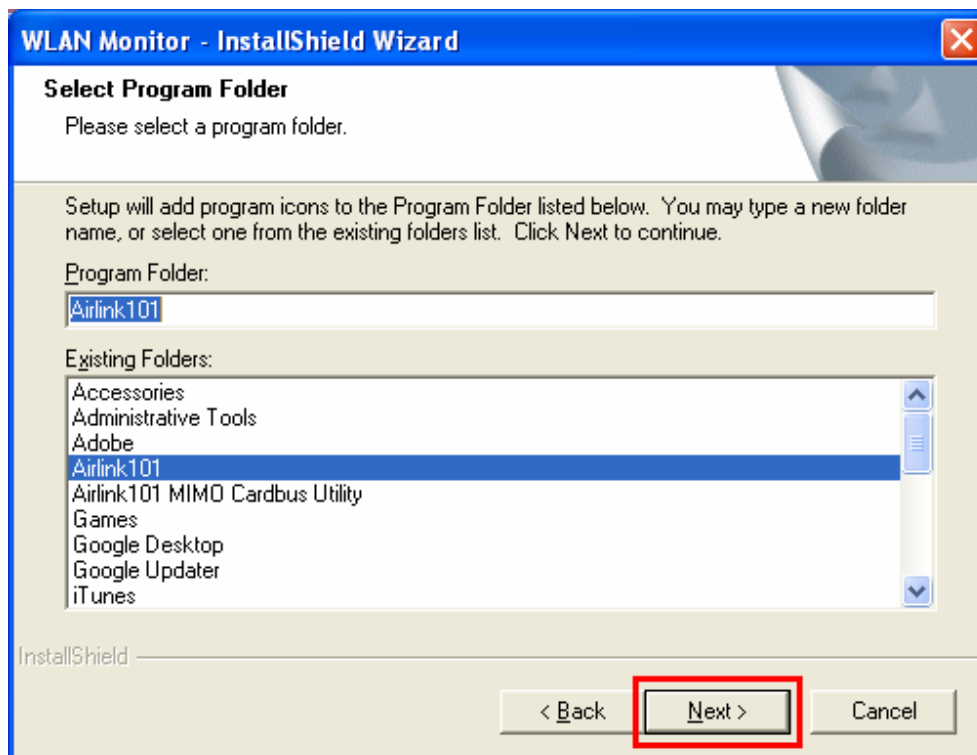 WLAN Monitor - InstallShield Wizard
Select Program Folder
Please select a program folder.
Setup will add program icons to the Program Folder listed below. You may type a new folder
name, or select one from the existing folders list. Click Next to continue.
Program Folder:
Airlink101
Existing Folders:
Accessories
Administrative Tools
Adobe
Airlink101
Airlink101 MIMO Cardbus Utility
Games
Google Desktop
Google Updater
iTunes
InstallShield
< Back Next > Cancel